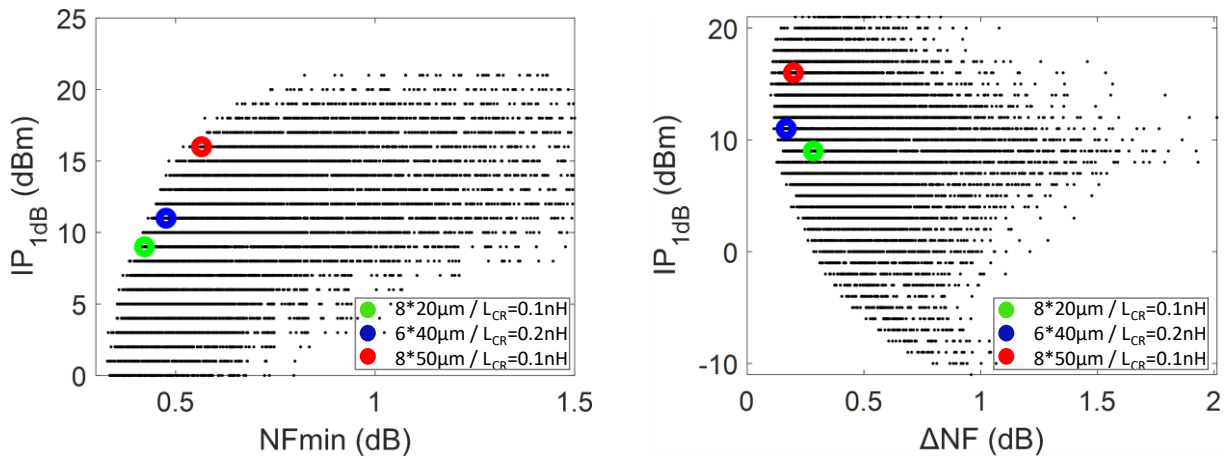 25
20
15
10
5
0
IP1dB (dBm)
0.5
1
1.5
NFmin (dB)
8*20μm / LCR=0.1nH
6*40μm / LCR=0.2nH
8*50μm / LCR=0.1nH
20
10
0
-10
IP1dB (dBm)
0
0.5
1
1.5
2
ΔNF (dB)
8*20μm / LCR=0.1nH
6*40μm / LCR=0.2nH
8*50μm / LCR=0.1nH